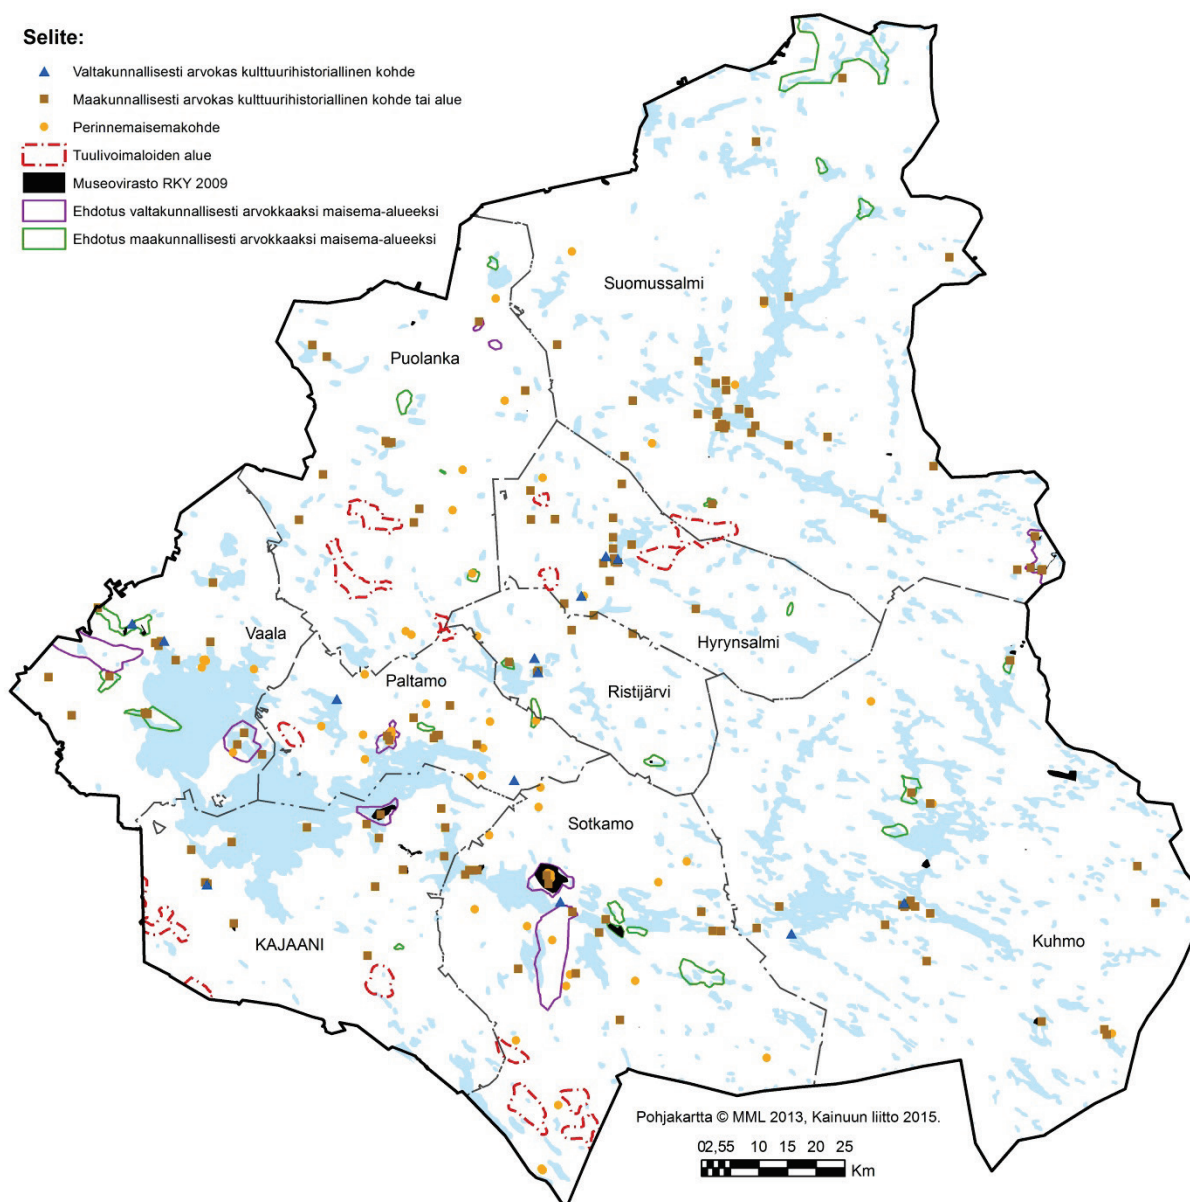 Selite:
Valtakunnallisesti arvokas kulttuurihistoriallinen kohde
Maakunnallisesti arvokas kulttuurihistoriallinen kohde tai alue
Perinnemaisemakohde
Tuulivoimaloiden alue
Museovirasto RKY 2009
Ehdotus valtakunnallisesti arvokkaaksi maisema-alueeksi
Ehdotus maakunnallisesti arvokkaaksi maisema-alueeksi
Suomussalmi
Puolanka
Vaala
Hyrynsalmi
Paltamo
Ristijärvi
Sotkamo
KAJAANI
Kuhmo
Pohjakartta © MML 2013, Kainuun liitto 2015.
02,55 10 15 20 25
Km